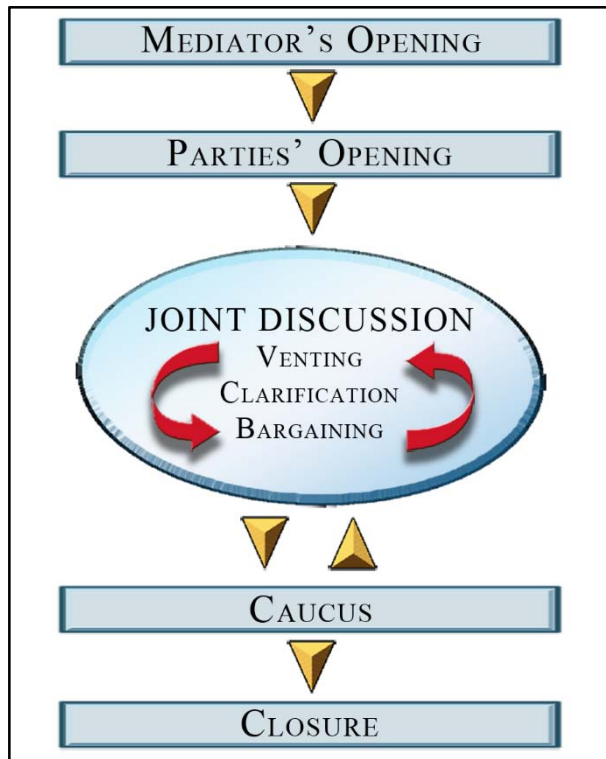 MEDIATOR'S OPENING
PARTIES' OPENING
JOINT DISCUSSION
VENTING
CLARIFICATION
BARGAINING
CAUCUS
CLOSURE